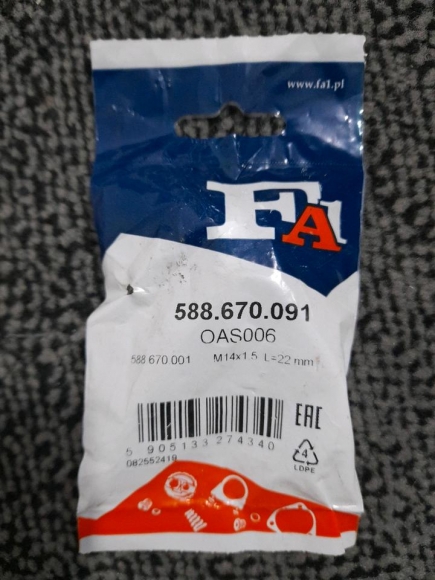 www.fa1.pl
FA1
588.670.091
OAS006
588.670.001 M14x1.5 L=22 mm
EAC
5 905133 274340
082552419
4
LDPE